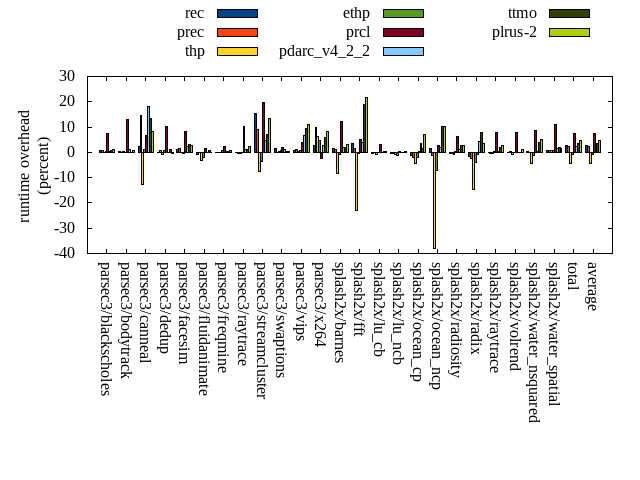 rec ethp ttmo
prec prcl plrus-2
thp pdarc_v4_2_2
runtime overhead
(percent)
30
20
10
0
-10
-20
-30
-40
parsec3/blackscholes
parsec3/bodytrack
parsec3/canneal
parsec3/dedup
parsec3/facesim
parsec3/fluidanimate
parsec3/freqmine
parsec3/raytrace
parsec3/streamcluster
parsec3/swaptions
parsec3/vips
parsec3/x264
splash2x/barnes
splash2x/fft
splash2x/lu_cb
splash2x/lu_ncb
splash2x/ocean_cp
splash2x/ocean_ncp
splash2x/radiosity
splash2x/radix
splash2x/raytrace
splash2x/volrend
splash2x/water_nsquared
splash2x/water_spatial
total
average